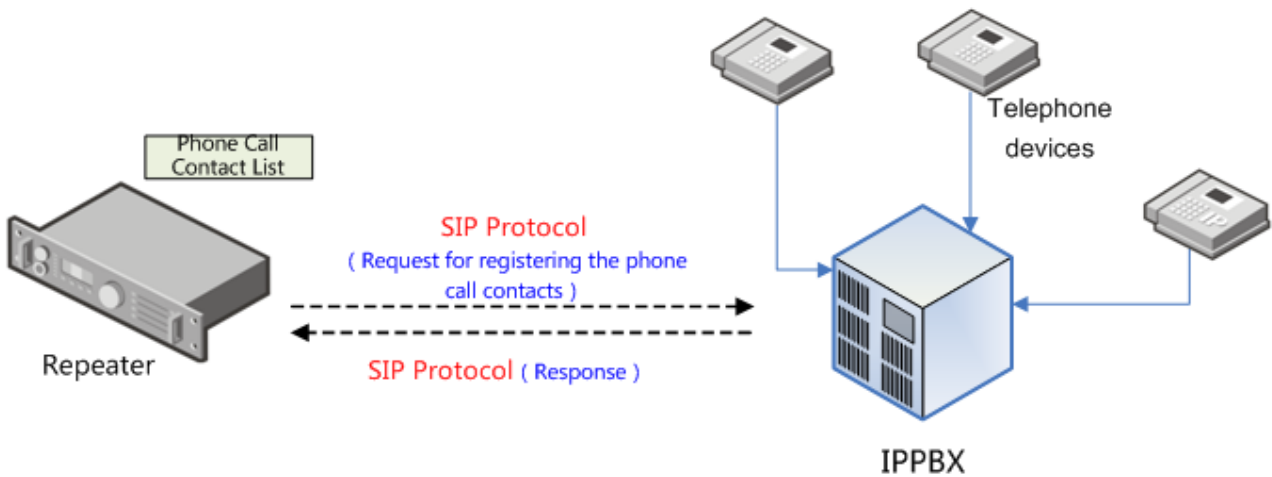 Phone Call
Contact List
Telephone
devices
IP
SIP Protocol
( Request for registering the phone
call contacts )
Repeater
SIP Protocol ( Response )
IPPBX